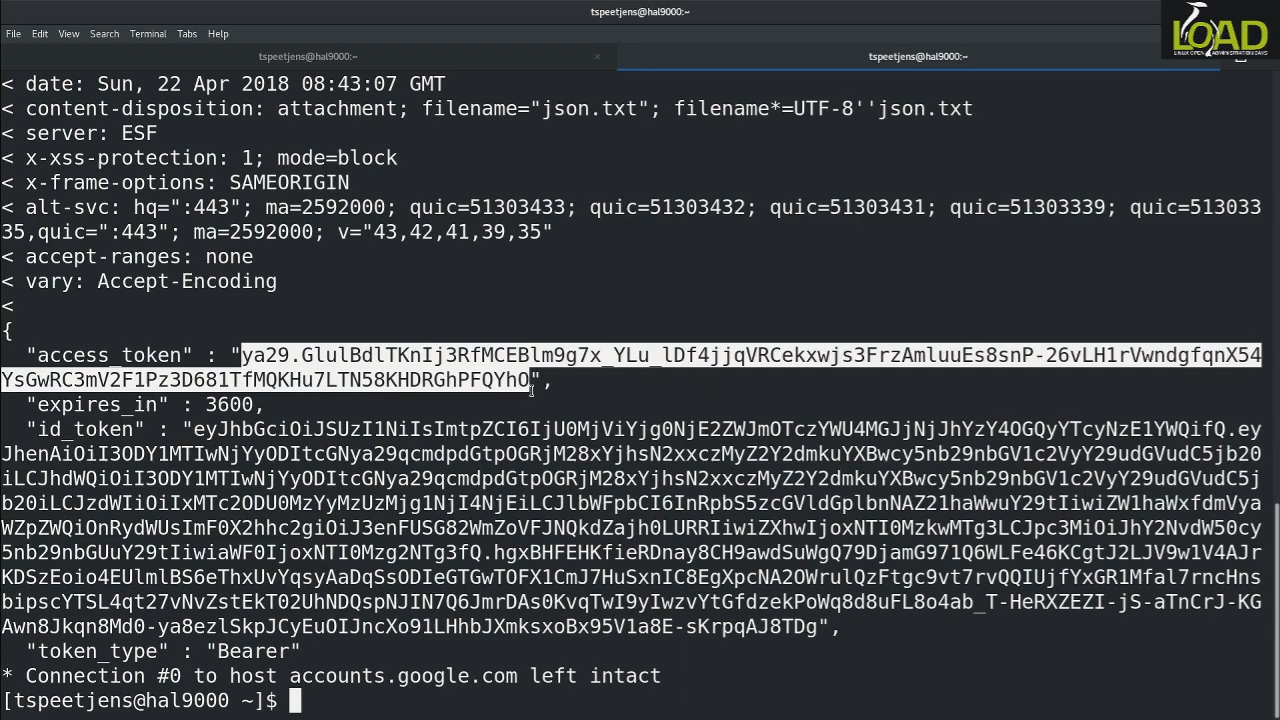 tspeetjens@hal9000:~
File Edit View Search Terminal Tabs Help
LOAD
LINUX OPEN ADMINISTRATION DAYS
tspeetjens@hal9000:~ × tspeetjens@hal9000:~
< date: Sun, 22 Apr 2018 08:43:07 GMT
< content-disposition: attachment; filename="json.txt"; filename*=UTF-8''json.txt
< server: ESF
< x-xss-protection: 1; mode=block
< x-frame-options: SAMEORIGIN
< alt-svc: hq=":443"; ma=2592000; quic=51303433; quic=51303432; quic=51303431; quic=51303339; quic=513033
35,quic=":443"; ma=2592000; v="43,42,41,39,35"
< accept-ranges: none
< vary: Accept-Encoding
<
{
"access_token" : "ya29.GlulBdlTKnIj3RfMCEBlm9g7x_YLu_lDf4jjqVRCekxwjs3FrzAmluuEs8snP-26vLH1rVwndgfqnX54
YsGwRC3mV2F1Pz3D681TfMQKHu7LTN58KHDRGhPFQYhO",
"expires_in" : 3600,
"id_token" : "eyJhbGciOiJSUzI1NiIsImtpZCI6IjU0MjViYjg0NjE2ZWJmOTczYWU4MGJjNjJhYzY4OGQyYTcyNzE1YWQifQ.ey
JhenAiOiI3ODY1MTIwNjYyODItcGNya29qcmdpdGtpOGRjM28xYjhsN2xxczMyZ2Y2dmkuYXBwcy5nb29nbGV1c2VyY29udGVudC5jb20
iLCJhdWQiOiI3ODY1MTIwNjYyODItcGNya29qcmdpdGtpOGRjM28xYjhsN2xxczMyZ2Y2dmkuYXBwcy5nb29nbGV1c2VyY29udGVudC5j
b20iLCJzdWIiOiIxMTc2ODU0MzYyMzUzMjg1NjI4NjEiLCJlbWFpbCI6InRpbS5zcGVldGplbnNAZ21haWwuY29tIiwiZW1haWxfdmVya
WZpZWQiOnRydWUsImF0X2hhc2giOiJ3enFUSG82WmZoVFJNQkdZajh0LURRIiwiZXhwIjoxNTI0MzkwMTg3LCJpc3MiOiJhY2NvdW50cy
5nb29nbGUuY29tIiwiaWF0IjoxNTI0Mzg2NTg3fQ.hgxBHFEHKfieRDnay8CH9awdSuWgQ79DjamG971Q6WLFe46KCgtJ2LJV9w1V4AJr
KDSzEoio4EUlmlBS6eThxUvYqsyAaDqSsODIeGTGwTOFX1CmJ7HuSxnIC8EgXpcNA2OWrulQzFtgc9vt7rvQQIUjfYxGR1Mfal7rncHns
bipscYTSL4qt27vNvZstEkT02UhNDQspNJIN7Q6JmrDAs0KvqTwI9yIwzvYtGfdzekPoWq8d8uFL8o4ab_T-HeRXZEZI-jS-aTnCrJ-KG
Awn8Jkqn8Md0-ya8ezlSkpJCyEuOIJncXo91LHhbJXmksxoBx95V1a8E-sKrpqAJ8TDg",
"token_type" : "Bearer"
* Connection #0 to host accounts.google.com left intact
[tspeetjens@hal9000 ~]$